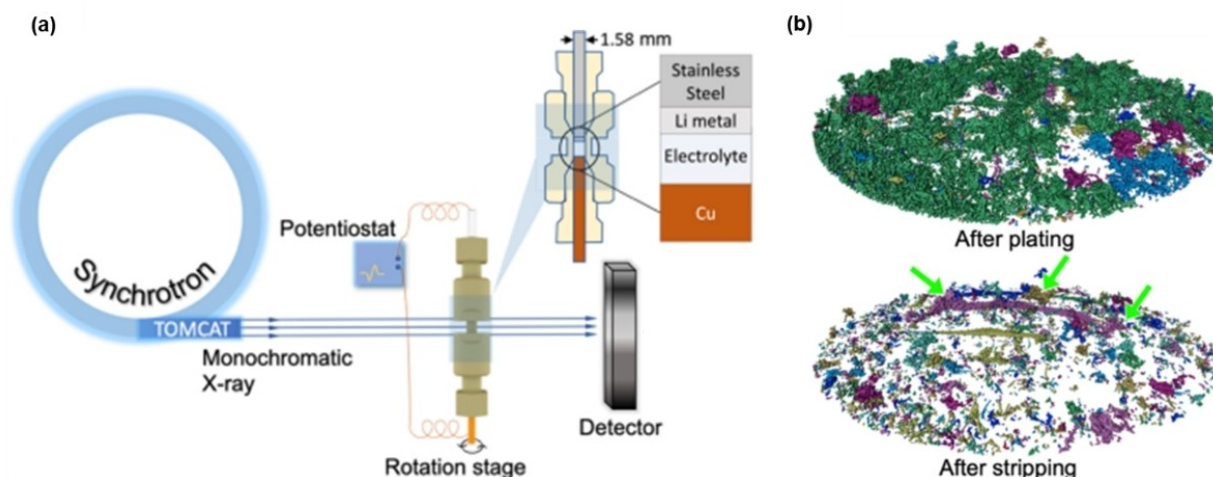 (a)
1.58 mm
Stainless
Steel
Li metal
Electrolyte
Cu
Potentiostat
Synchrotron
TOMCAT
Monochromatic
X-ray
Detector
Rotation stage
(b)
After plating
After stripping